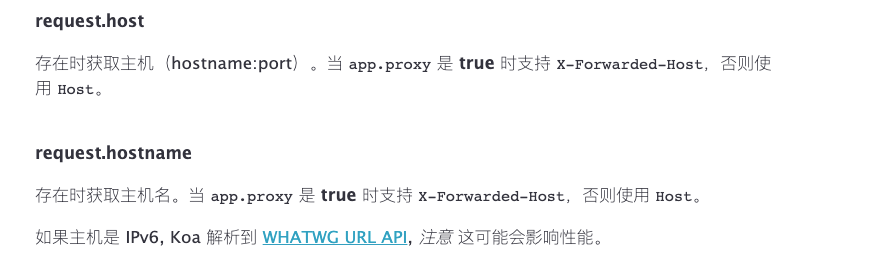 request.host
存在时获取主机（hostname:port）。当 app.proxy 是 true 时支持 X-Forwarded-Host，否则使
用 Host。
request.hostname
存在时获取主机名。当 app.proxy 是 true 时支持 X-Forwarded-Host，否则使用 Host。
如果主机是 IPv6, Koa 解析到 WHATWG URL API, 注意 这可能会影响性能。